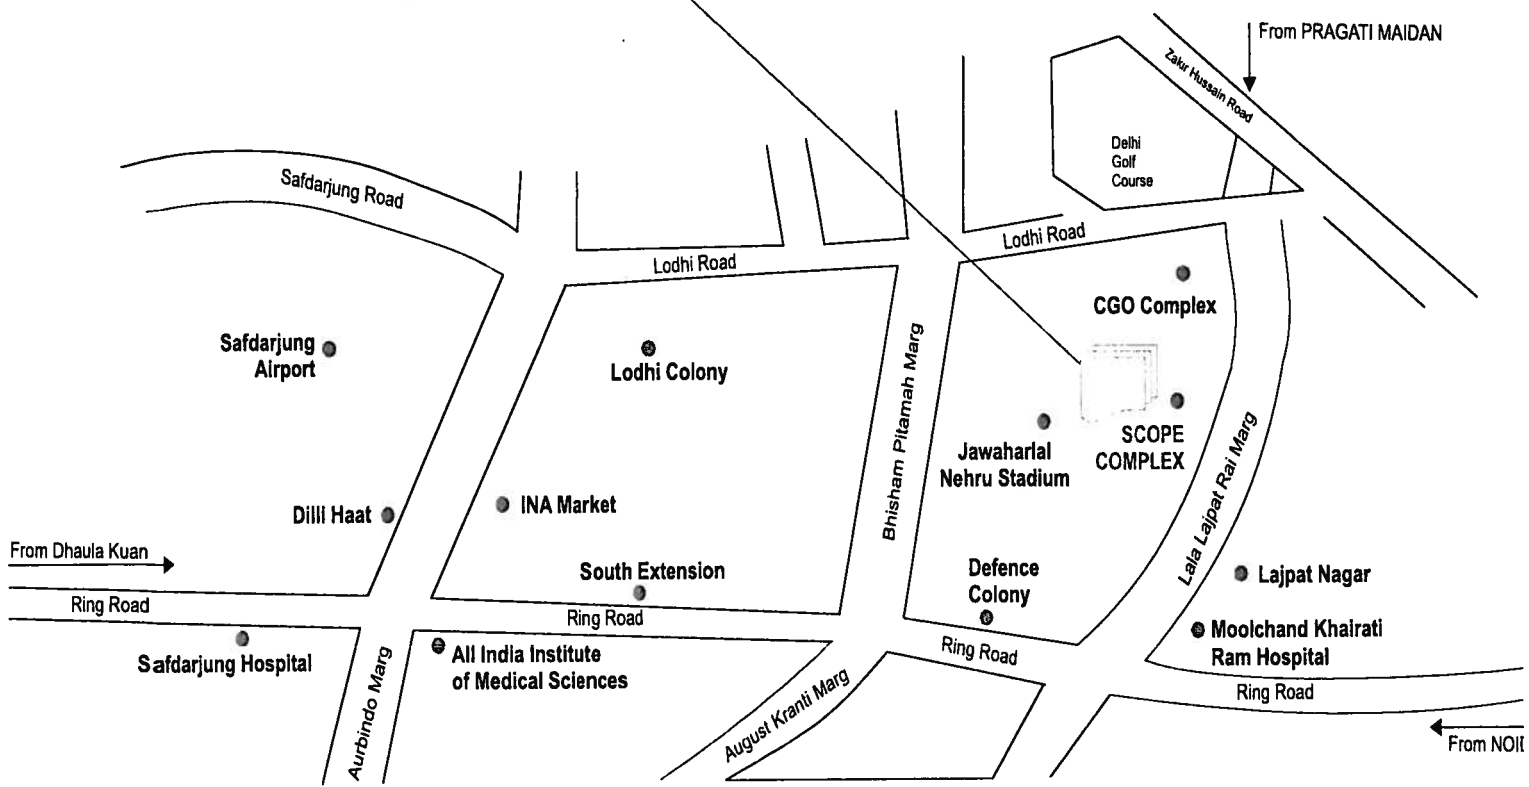 From PRAGATI MAIDAN
Zakir Hussain Road
Delhi
Golf
Course
Safdarjung Road
Lodhi Road
Lodhi Road
CGO Complex
Safdarjung
Airport
Lodhi Colony
Bhisham Pitamah Marg
Jawaharlal
Nehru Stadium
SCOPE
COMPLEX
Lala Lajpat Rai Marg
Dilli Haat
INA Market
From Dhaula Kuan
South Extension
Defence
Colony
Lajpat Nagar
Ring Road
Ring Road
Ring Road
Moolchand Khairati
Ram Hospital
Safdarjung Hospital
All India Institute
of Medical Sciences
Aurbindo Marg
August Kranti Marg
Ring Road
From NOID